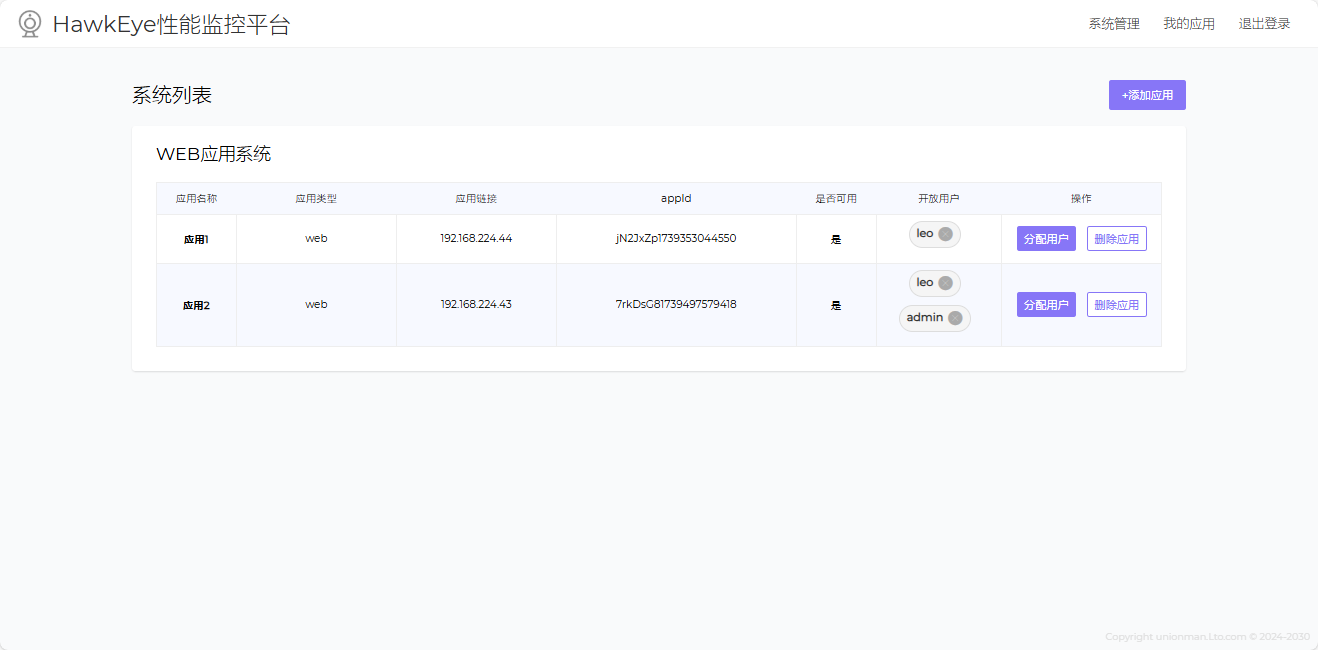 HawkEye性能监控平台
系统管理 我的应用 退出登录
系统列表
+添加应用
WEB应用系统
应用名称 应用类型 应用链接 appId 是否可用 开放用户 操作
应用1 web 192.168.224.44 jN2JxZp1739353044550 是 leo 分配用户 删除应用
应用2 web 192.168.224.43 7rkDsG81739497579418 是 leo admin 分配用户 删除应用
Copyright unionman.Lto.com © 2024-2030